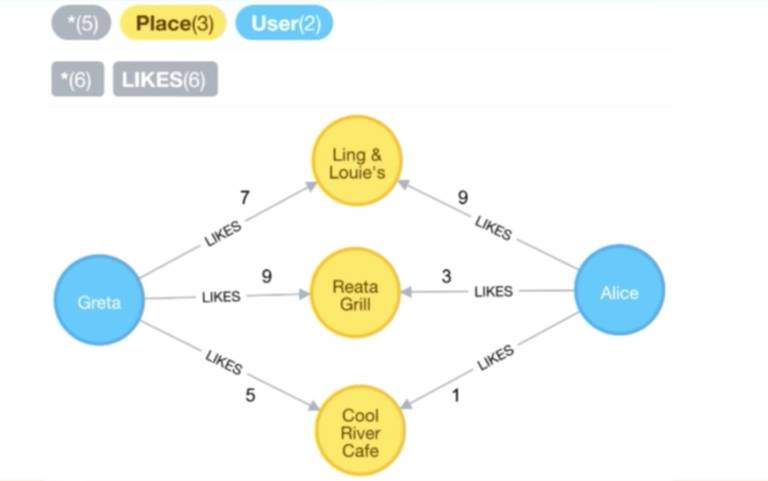 *(5) Place(3) User(2)
*(6) LIKES(6)
Ling &
Louie's
7
9
LIKES
LIKES
Greta
LIKES
9
Reata
Grill
3
LIKES
Alice
LIKES
LIKES
5
1
Cool
River
Cafe